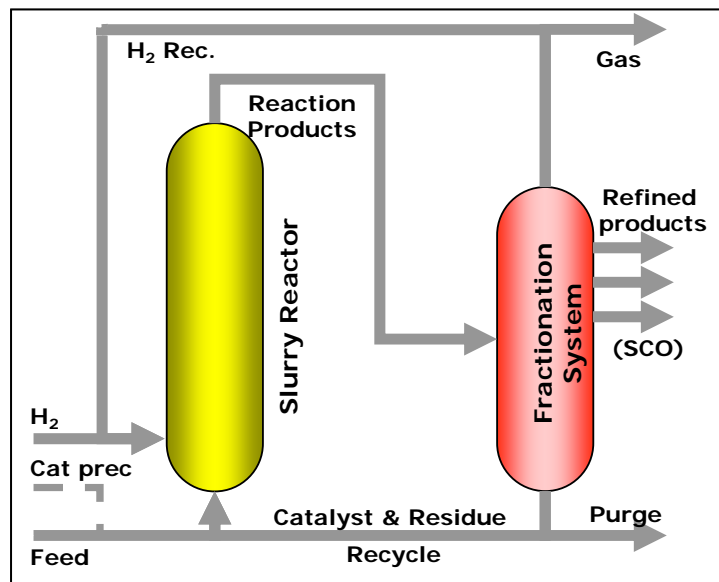 H₂ Rec.
Gas
Reaction
Products
Slurry Reactor
Refined
products
Fractionation
System
(SCO)
H₂
Cat prec
Catalyst & Residue
Purge
Feed
Recycle